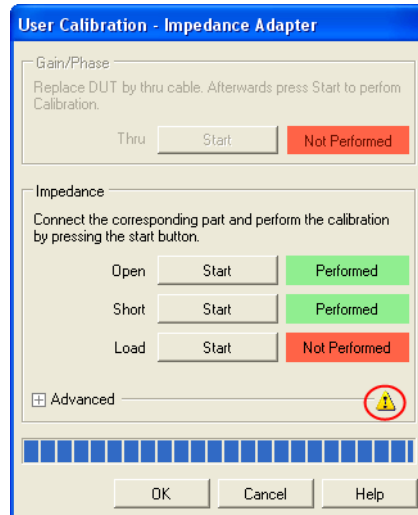 User Calibration - Impedance Adapter
Gain/Phase
Replace DUT by thru cable. Afterwards press Start to perfom
Calibration.
Thru Start Not Performed
Impedance
Connect the corresponding part and perform the calibration
by pressing the start button.
Open Start Performed
Short Start Performed
Load Start Not Performed
Advanced
OK Cancel Help